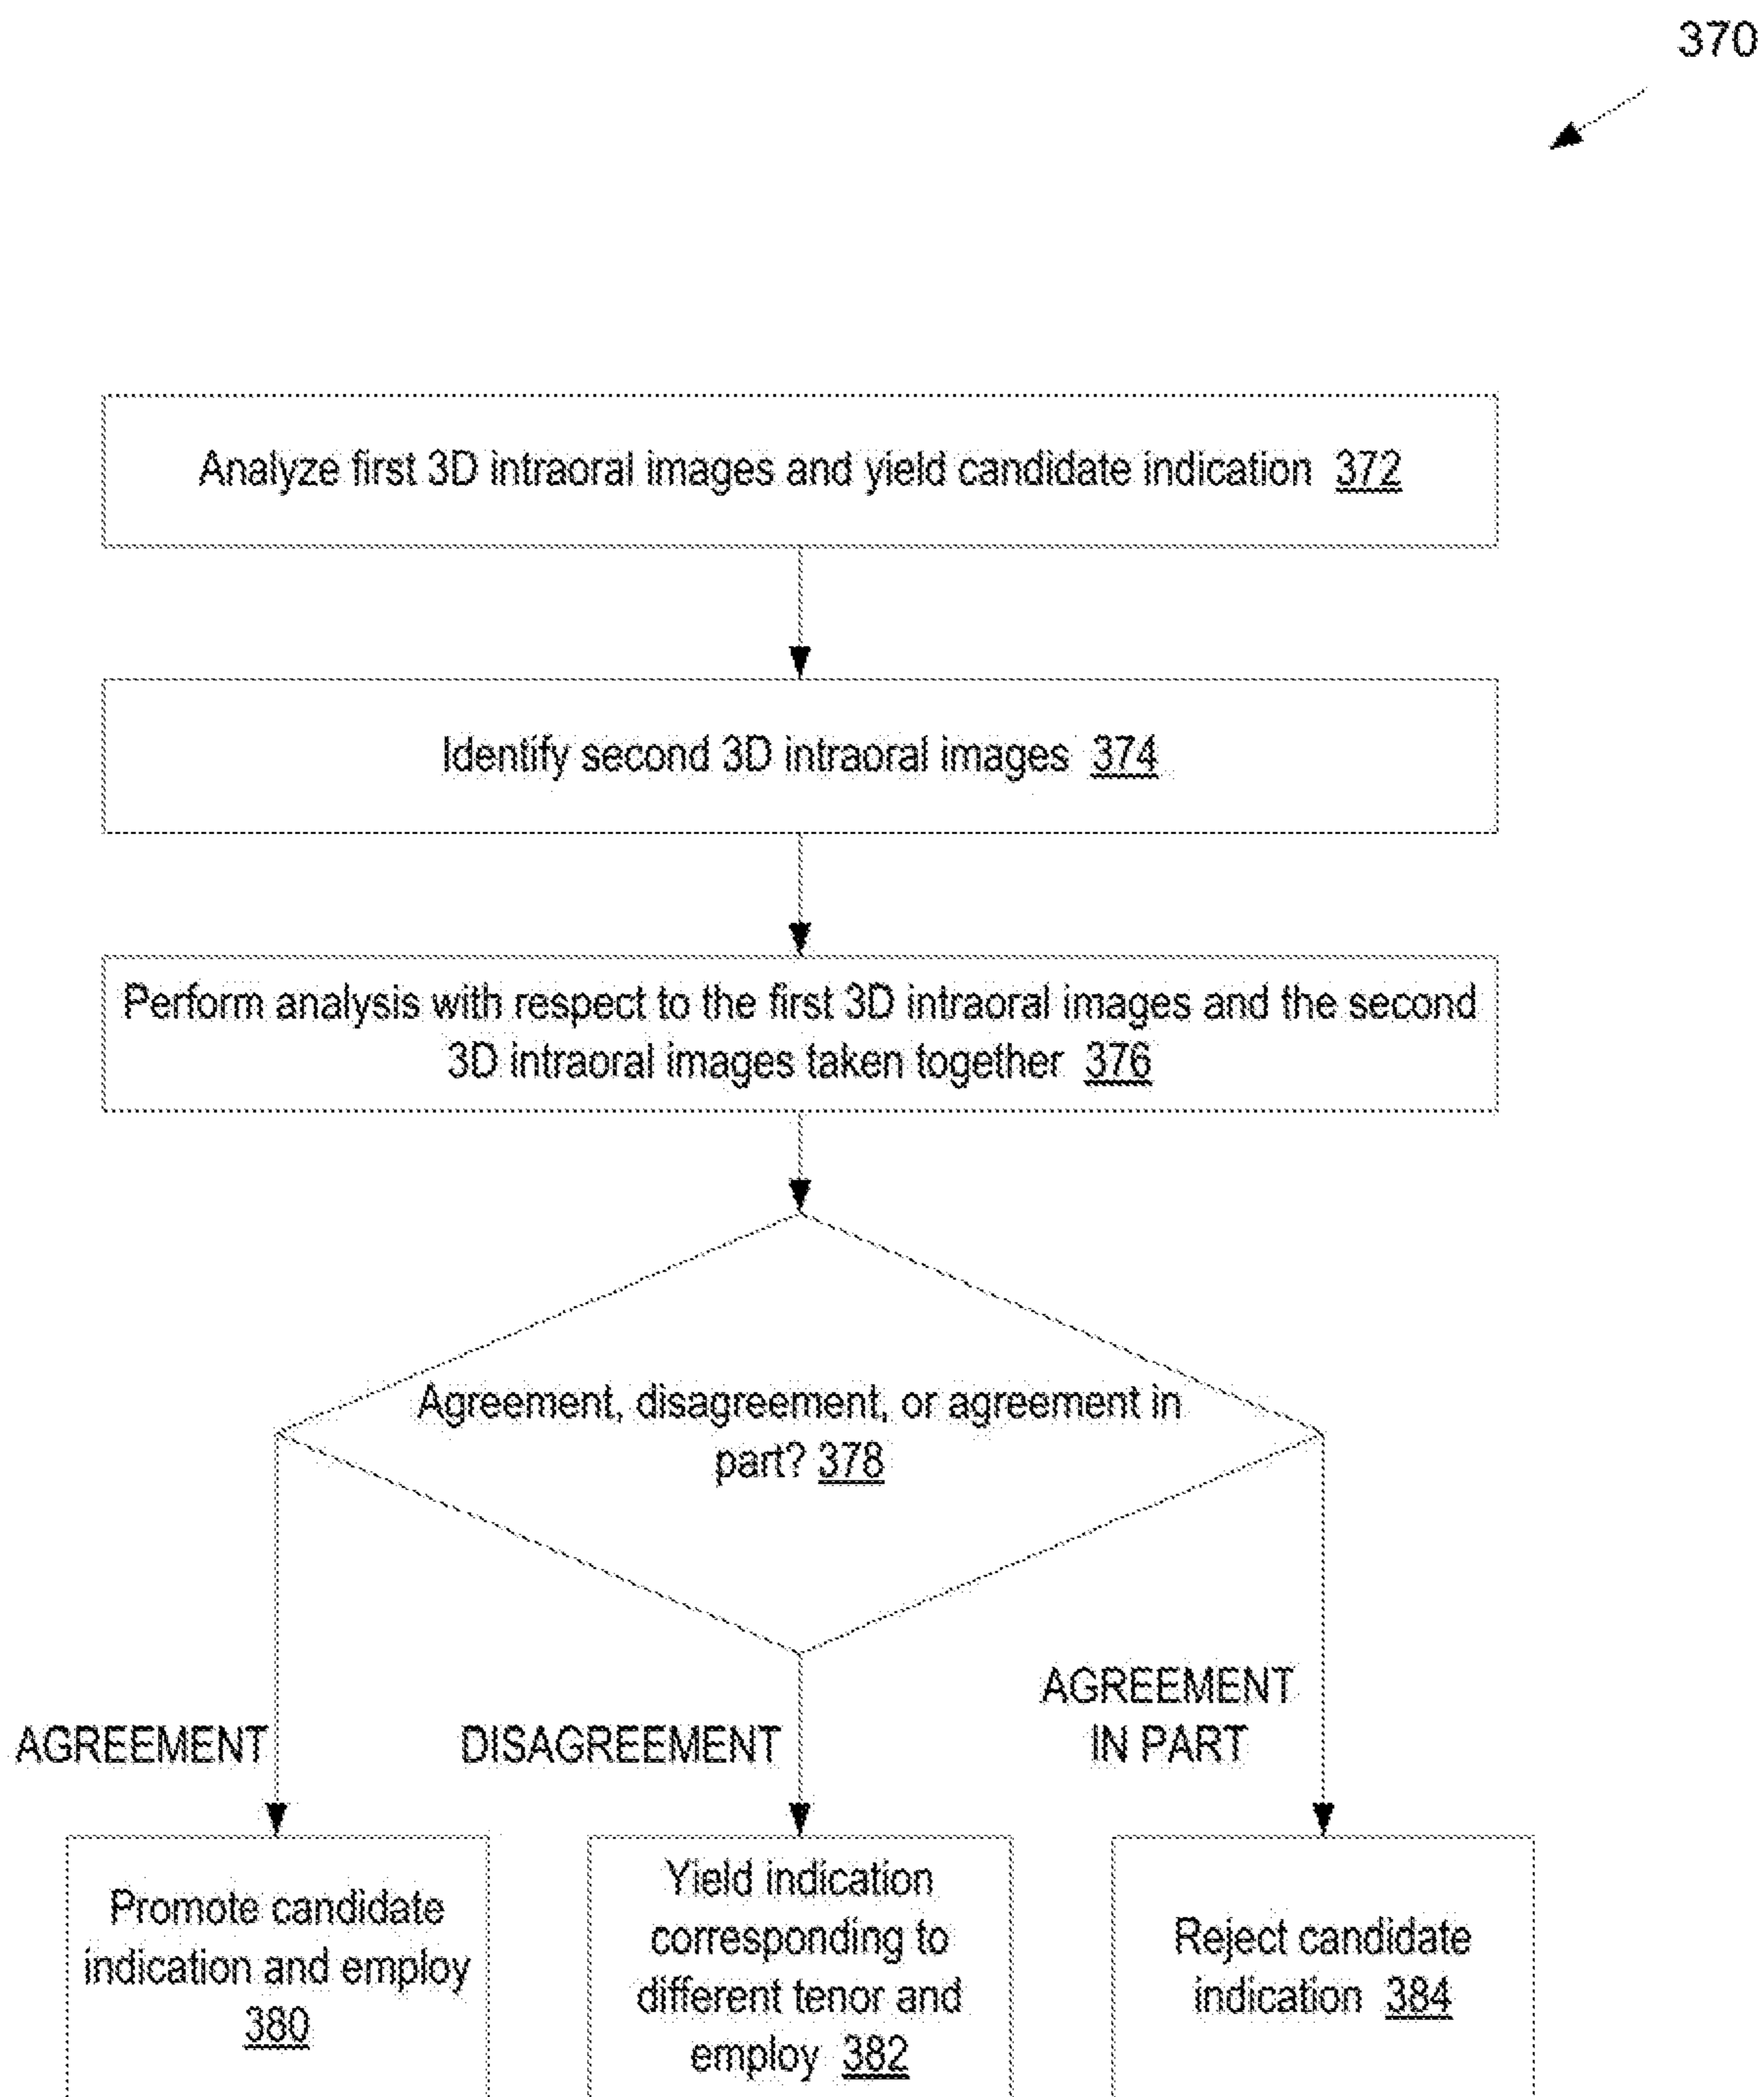 370
Analyze first 3D intraoral images and yield candidate indication 372
Identify second 3D intraoral images 374
Perform analysis with respect to the first 3D intraoral images and the second
3D intraoral images taken together 376
Agreement, disagreement, or agreement in
part? 378
AGREEMENT
DISAGREEMENT
AGREEMENT
IN PART
Promote candidate
indication and employ
380
Yield indication
corresponding to
different tenor and
employ 382
Reject candidate
indication 384